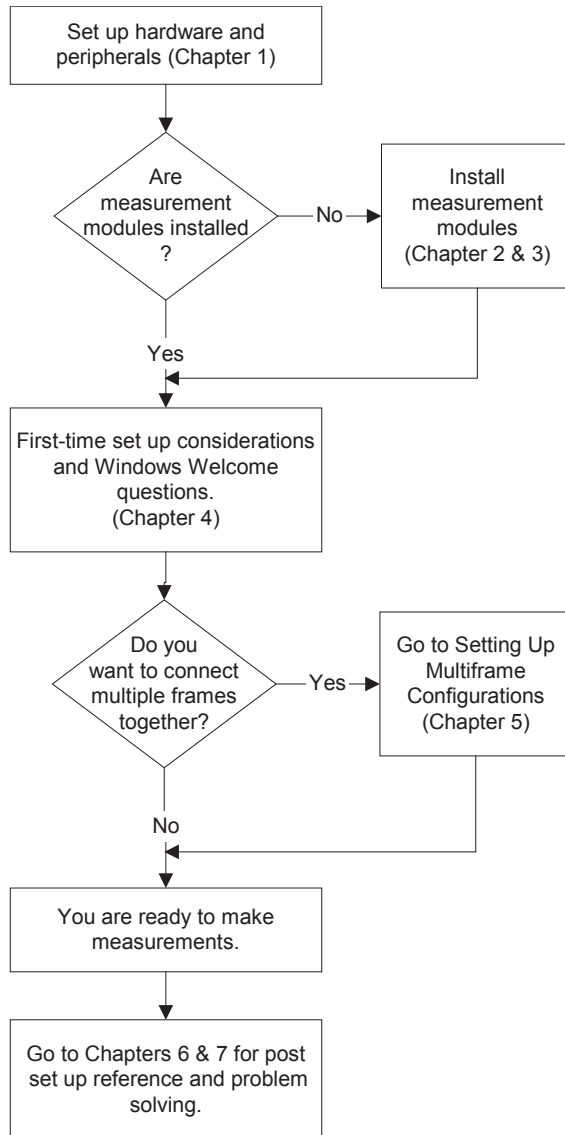 Set up hardware and
peripherals (Chapter 1)
Are
measurement
modules installed
?
No
Install
measurement
modules
(Chapter 2 & 3)
Yes
First-time set up considerations
and Windows Welcome
questions.
(Chapter 4)
Do you
want to connect
multiple frames
together?
Yes
Go to Setting Up
Multiframe
Configurations
(Chapter 5)
No
You are ready to make
measurements.
Go to Chapters 6 & 7 for post
set up reference and problem
solving.